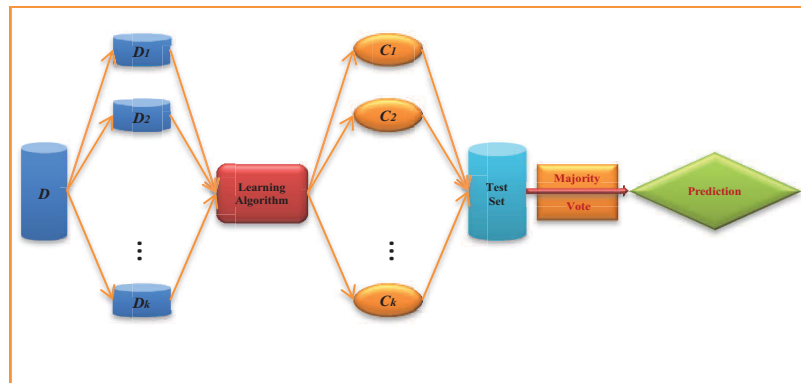 D
D1
D2
⋮
Dk
Learning
Algorithm
C1
C2
⋮
Ck
Test
Set
Majority
Vote
Prediction